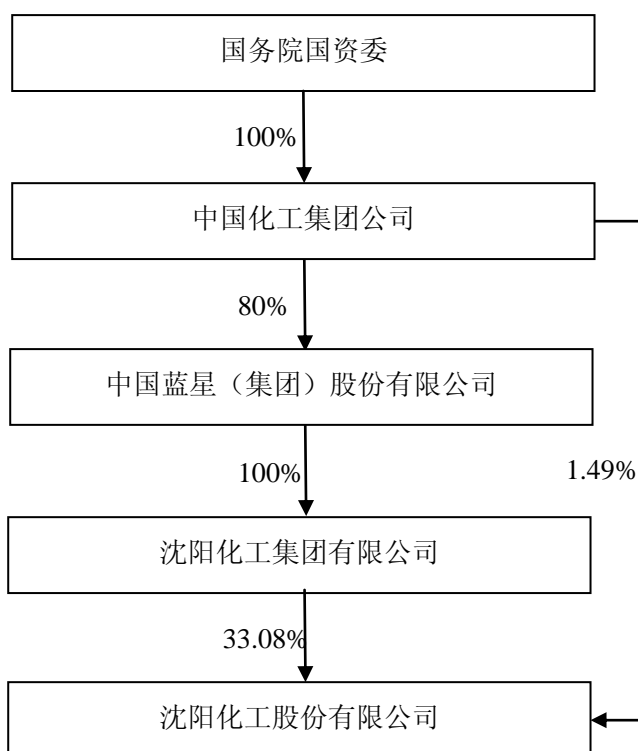 国务院国资委
100%
中国化工集团公司
80%
中国蓝星（集团）股份有限公司
100%
1.49%
沈阳化工集团有限公司
33.08%
沈阳化工股份有限公司